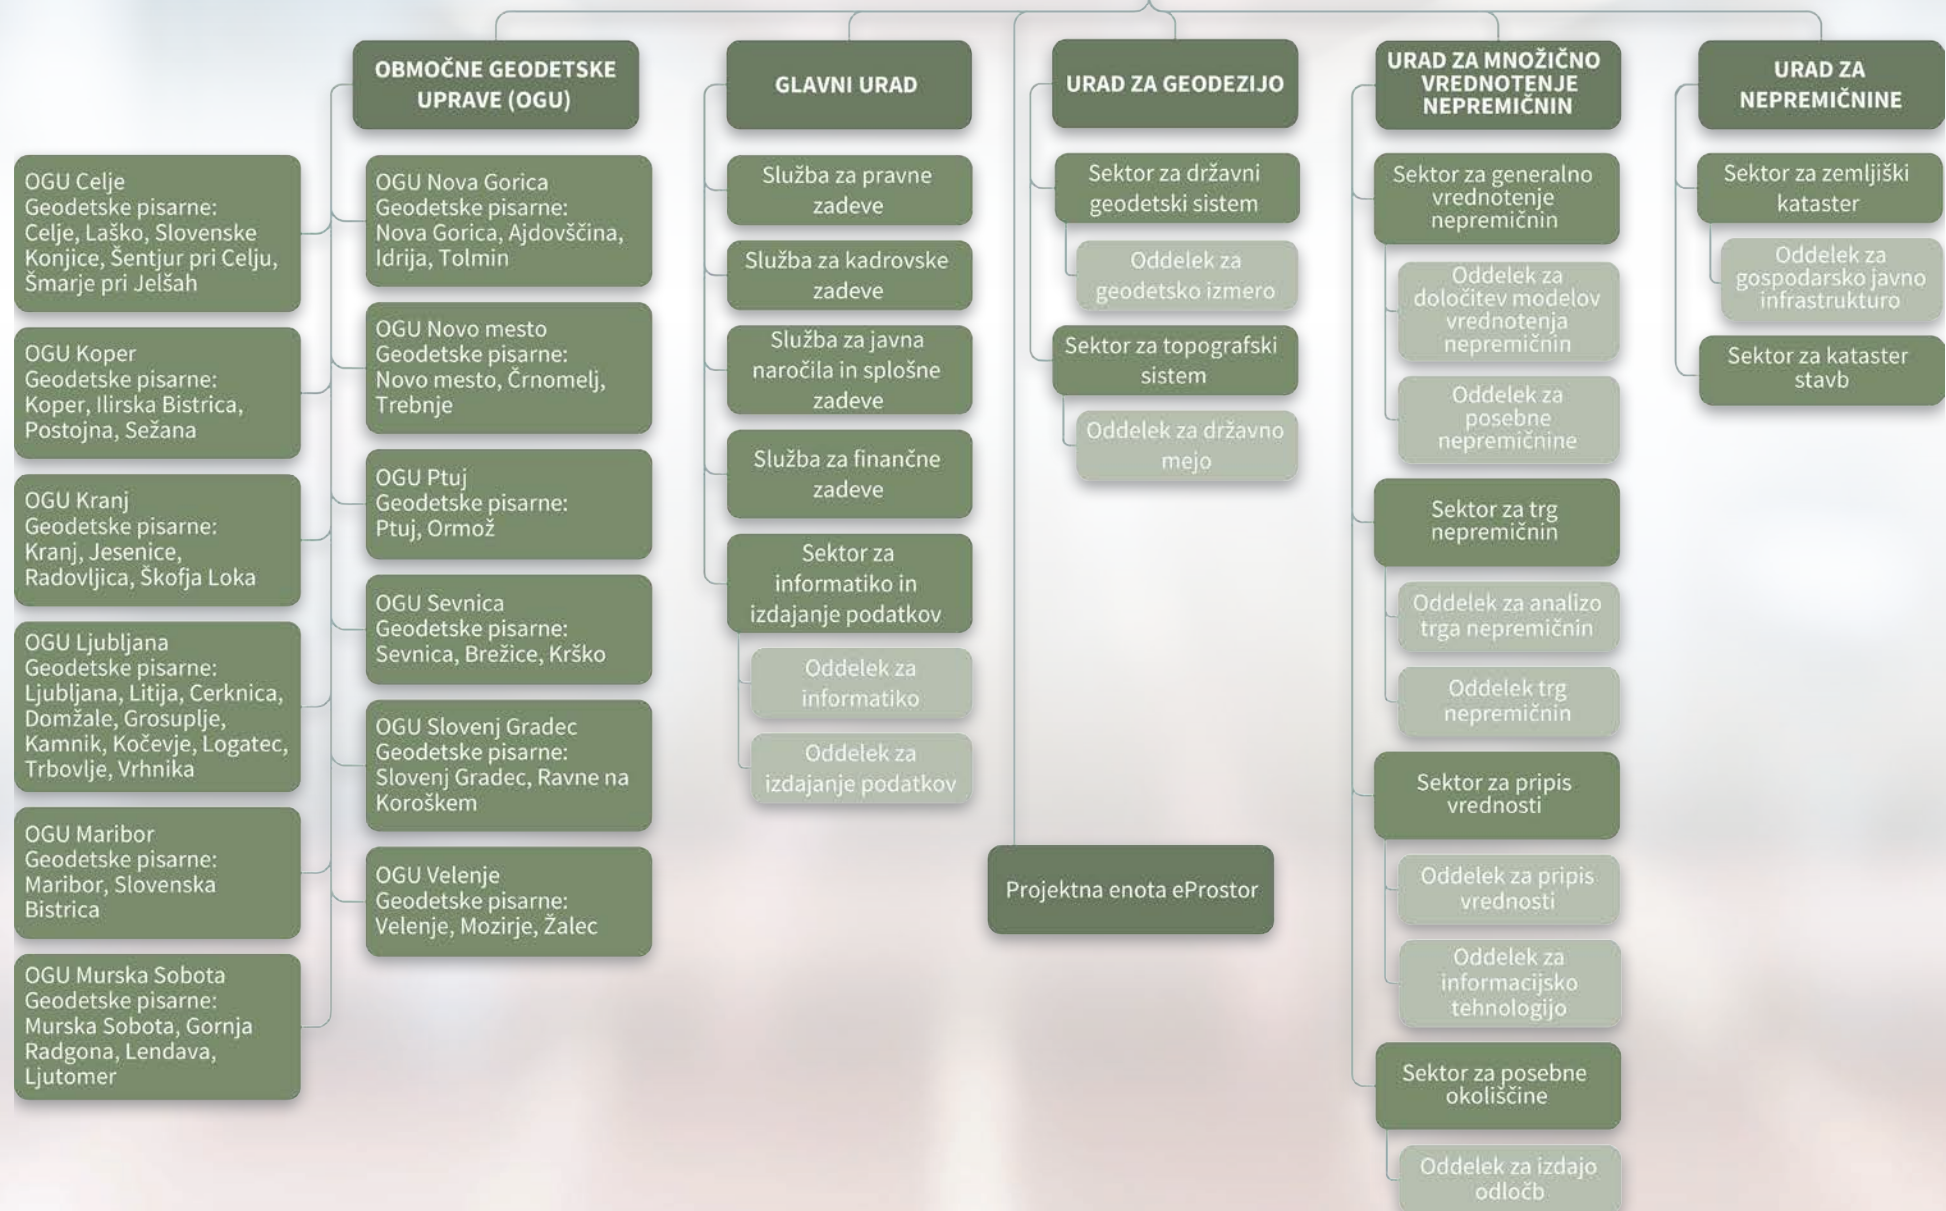 OBMOČNE GEODETSKE
UPRAVE (OGU)
OGU Celje
Geodetske pisarne:
Celje, Laško, Slovenske
Konjice, Šentjur pri Celju,
Šmarje pri Jelšah
OGU Koper
Geodetske pisarne:
Koper, Ilirska Bistrica,
Postojna, Sežana
OGU Kranj
Geodetske pisarne:
Kranj, Jesenice,
Radovljica, Škofja Loka
OGU Ljubljana
Geodetske pisarne:
Ljubljana, Litija, Cerknica,
Domžale, Grosuplje,
Kamnik, Kočevje, Logatec,
Trbovlje, Vrhnika
OGU Maribor
Geodetske pisarne:
Maribor, Slovenska
Bistrica
OGU Murska Sobota
Geodetske pisarne:
Murska Sobota, Gornja
Radgona, Lendava,
Ljutomer
OGU Nova Gorica
Geodetske pisarne:
Nova Gorica, Ajdovščina,
Idrija, Tolmin
OGU Novo mesto
Geodetske pisarne:
Novo mesto, Črnomelj,
Trebnje
OGU Ptuj
Geodetske pisarne:
Ptuj, Ormož
OGU Sevnica
Geodetske pisarne:
Sevnica, Brežice, Krško
OGU Slovenj Gradec
Geodetske pisarne:
Slovenj Gradec, Ravne na
Koroškem
OGU Velenje
Geodetske pisarne:
Velenje, Mozirje, Žalec
GLAVNI URAD
Služba za pravne
zadeve
Služba za kadrovske
zadeve
Služba za javna
naročila in splošne
zadeve
Služba za finančne
zadeve
Sektor za
informatiko in
izdajanje podatkov
Oddelek za
informatiko
Oddelek za
izdajanje podatkov
Projektna enota eProstor
URAD ZA GEODEZIJO
Sektor za državni
geodetski sistem
Oddelek za
geodetsko izmero
Sektor za topografski
sistem
Oddelek za državno
mejo
URAD ZA MNOŽIČNO
VREDNOTENJE
NEPREMIČNIN
Sektor za generalno
vrednotenje
nepremičnin
Oddelek za
določitev modelov
vrednotenja
nepremičnin
Oddelek za
posebne
nepremičnine
Sektor za trg
nepremičnin
Oddelek za analizo
trga nepremičnin
Oddelek trg
nepremičnin
Sektor za pripis
vrednosti
Oddelek za pripis
vrednosti
Oddelek za
informacijsko
tehnologijo
Sektor za posebne
okoliščine
Oddelek za izdajo
odločb
URAD ZA
NEPREMIČNINE
Sektor za zemljiški
kataster
Oddelek za
gospodarsko javno
infrastrukturo
Sektor za kataster
stavb